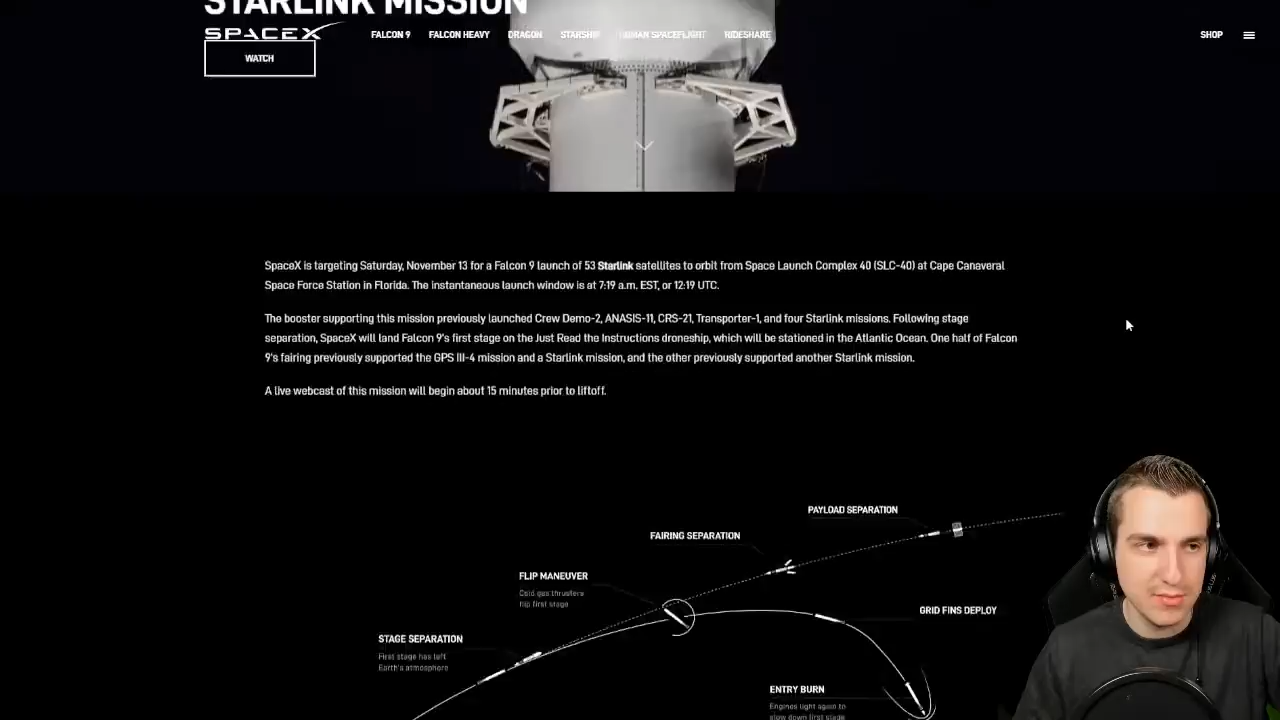 STARLINK MISSION
SPACEX FALCON 9 FALCON HEAVY DRAGON STARSHIP HUMAN SPACEFLIGHT RIDESHARE SHOP
WATCH
SpaceX is targeting Saturday, November 13 for a Falcon 9 launch of 53 Starlink satellites to orbit from Space Launch Complex 40 (SLC-40) at Cape Canaveral
Space Force Station in Florida. The instantaneous launch window is at 7:19 a.m. EST, or 12:19 UTC.
The booster supporting this mission previously launched Crew Demo-2, ANASIS-11, CRS-21, Transporter-1, and four Starlink missions. Following stage
separation, SpaceX will land Falcon 9's first stage on the Just Read the Instructions droneship, which will be stationed in the Atlantic Ocean. One half of Falcon
9's fairing previously supported the GPS III-4 mission and a Starlink mission, and the other previously supported another Starlink mission.
A live webcast of this mission will begin about 15 minutes prior to liftoff.
PAYLOAD SEPARATION
FAIRING SEPARATION
FLIP MANEUVER
Cold gas thrusters
flip first stage
GRID FINS DEPLOY
STAGE SEPARATION
First stage has left
Earth's atmosphere
ENTRY BURN
Engines light again to
slow down first stage